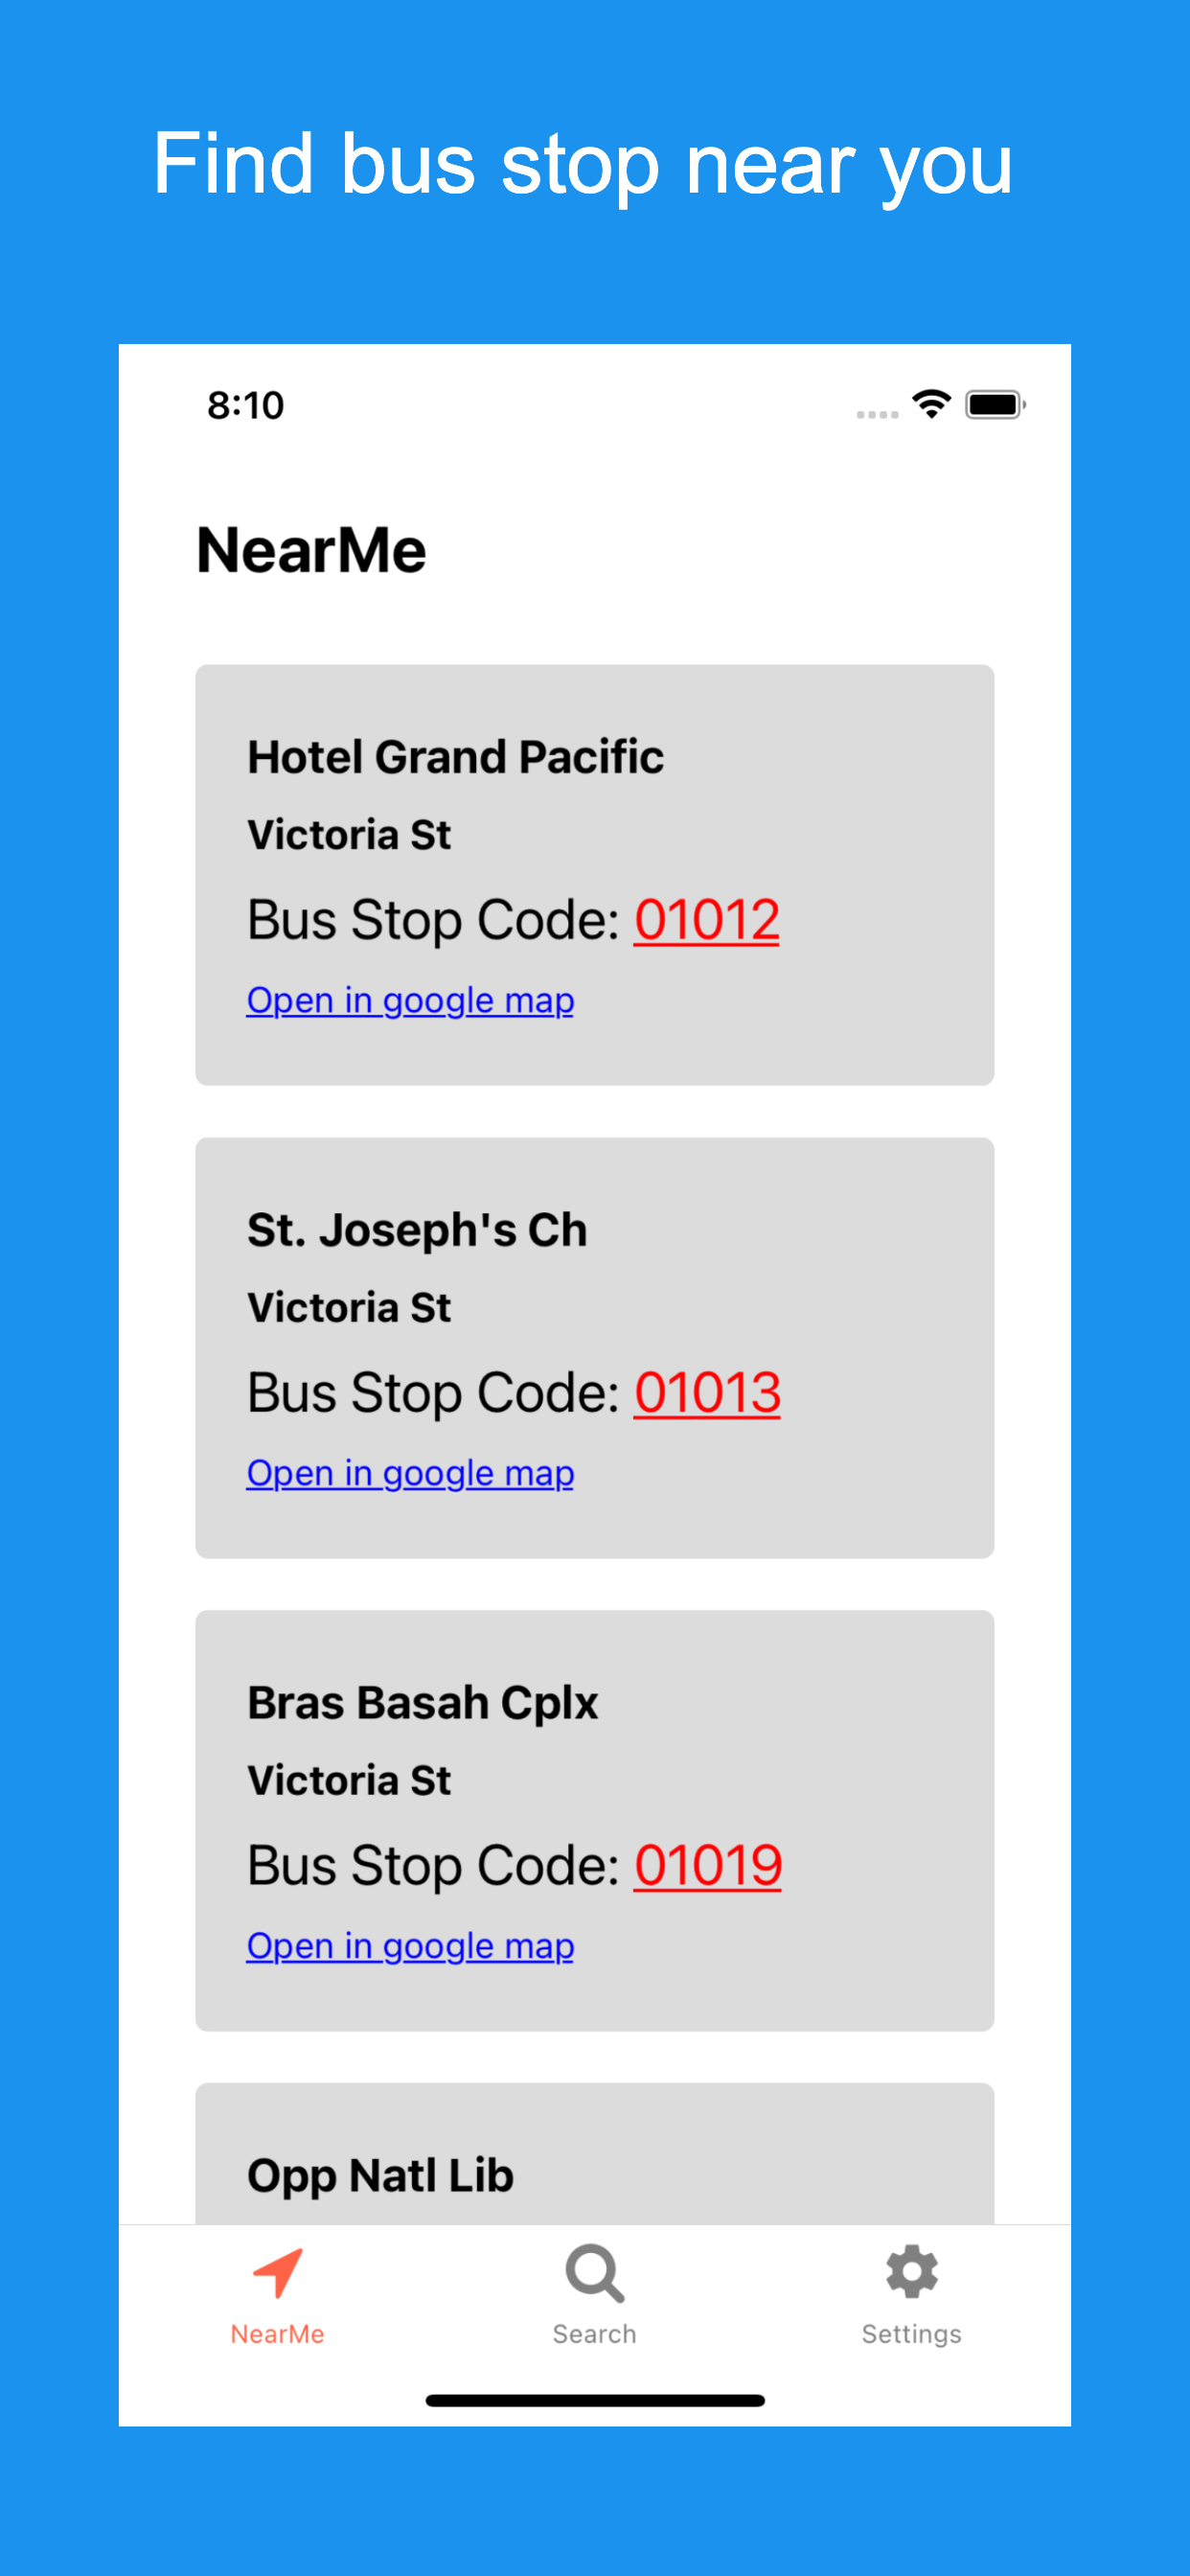 Find bus stop near you
8:10
NearMe
Hotel Grand Pacific
Victoria St
Bus Stop Code: 01012
Open in google map
St. Joseph's Ch
Victoria St
Bus Stop Code: 01013
Open in google map
Bras Basah Cplx
Victoria St
Bus Stop Code: 01019
Open in google map
Opp Natl Lib
NearMe
Search
Settings